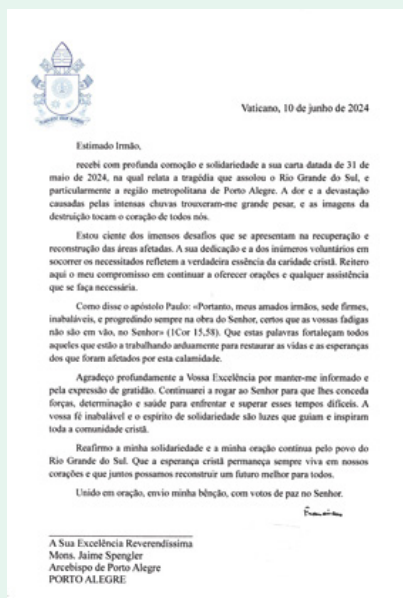 Vaticano, 10 de junho de 2024
Estimado Irmão,
recebi com profunda comoção e solidariedade a sua carta datada de 31 de
maio de 2024, na qual relata a tragédia que assolou o Rio Grande do Sul, e
particularmente a região metropolitana de Porto Alegre. A dor e a devastação
causadas pelas intensas chuvas trouxeram-me grande pesar, e as imagens da
destruição tocam o coração de todos nós.
Estou ciente dos imensos desafios que se apresentam na recuperação e
reconstrução das áreas afetadas. A sua dedicação e a dos inúmeros voluntários em
socorrer os necessitados refletem a verdadeira essência da caridade cristã. Reitero
aqui o meu compromisso em continuar a oferecer orações e qualquer assistência
que se faça necessária.
Como disse o apóstolo Paulo: «Portanto, meus amados irmãos, sede firmes,
inabaláveis, e progredindo sempre na obra do Senhor, certos que as vossas fadigas
não são em vão, no Senhor» (1Cor 15,58). Que estas palavras fortaleçam todos
aqueles que estão a trabalhando arduamente para restaurar as vidas e as esperanças
dos que foram afetados por esta calamidade.
Agradeço profundamente a Vossa Excelência por manter-me informado e
pela expressão de gratidão. Continuarei a rogar ao Senhor para que lhes conceda
forças, determinação e saúde para enfrentar e superar esses tempos difíceis. A
vossa fé inabalável e o espírito de solidariedade são luzes que guiam e inspiram
toda a comunidade cristã.
Reafirmo a minha solidariedade e a minha oração contínua pelo povo do
Rio Grande do Sul. Que a esperança cristã permaneça sempre viva em nossos
corações e que juntos possamos reconstruir um futuro melhor para todos.
Unido em oração, envio minha bênção, com votos de paz no Senhor.
Franciscus
A Sua Excelência Reverendíssima
Mons. Jaime Spengler
Arcebispo de Porto Alegre
PORTO ALEGRE